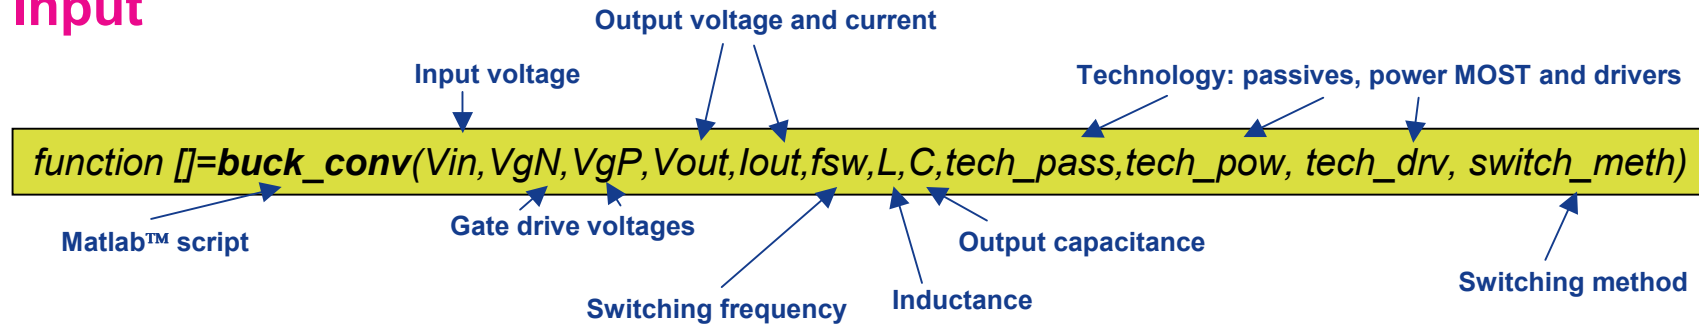 Input
Output voltage and current
Input voltage
Technology: passives, power MOST and drivers
function []=buck_conv(Vin,VgN,VgP,Vout,Iout,fsw,L,C,tech_pass,tech_pow, tech_drv, switch_meth)
Matlab™ script
Gate drive voltages
Output capacitance
Switching frequency
Inductance
Switching method